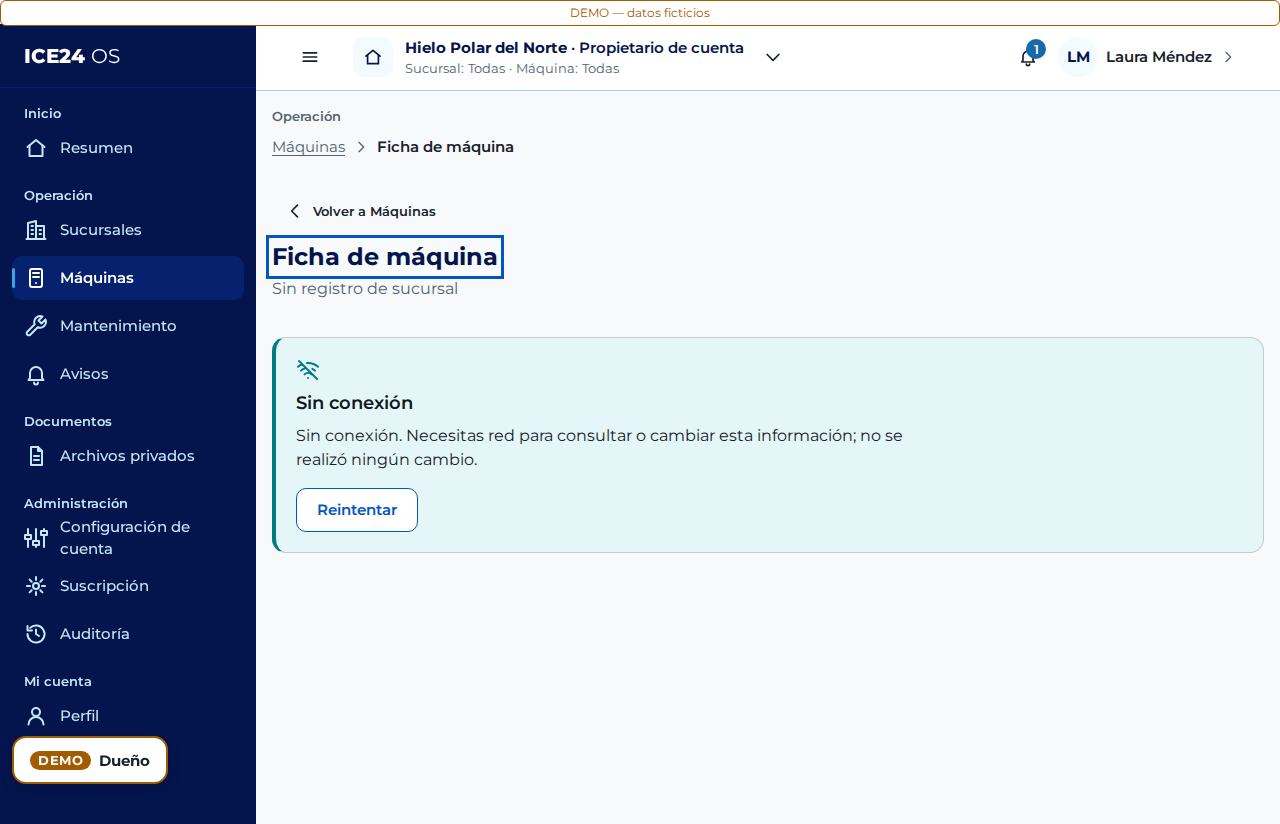 DEMO — datos ficticios
ICE24 OS
Inicio
Resumen
Operación
Sucursales
Máquinas
Mantenimiento
Avisos
Documentos
Archivos privados
Administración
Configuración de
cuenta
Suscripción
Auditoría
Mi cuenta
Perfil
DEMO Dueño
Hielo Polar del Norte · Propietario de cuenta
Sucursal: Todas · Máquina: Todas
1
LM Laura Méndez
Operación
Máquinas > Ficha de máquina
Volver a Máquinas
Ficha de máquina
Sin registro de sucursal
Sin conexión
Sin conexión. Necesitas red para consultar o cambiar esta información; no se
realizó ningún cambio.
Reintentar